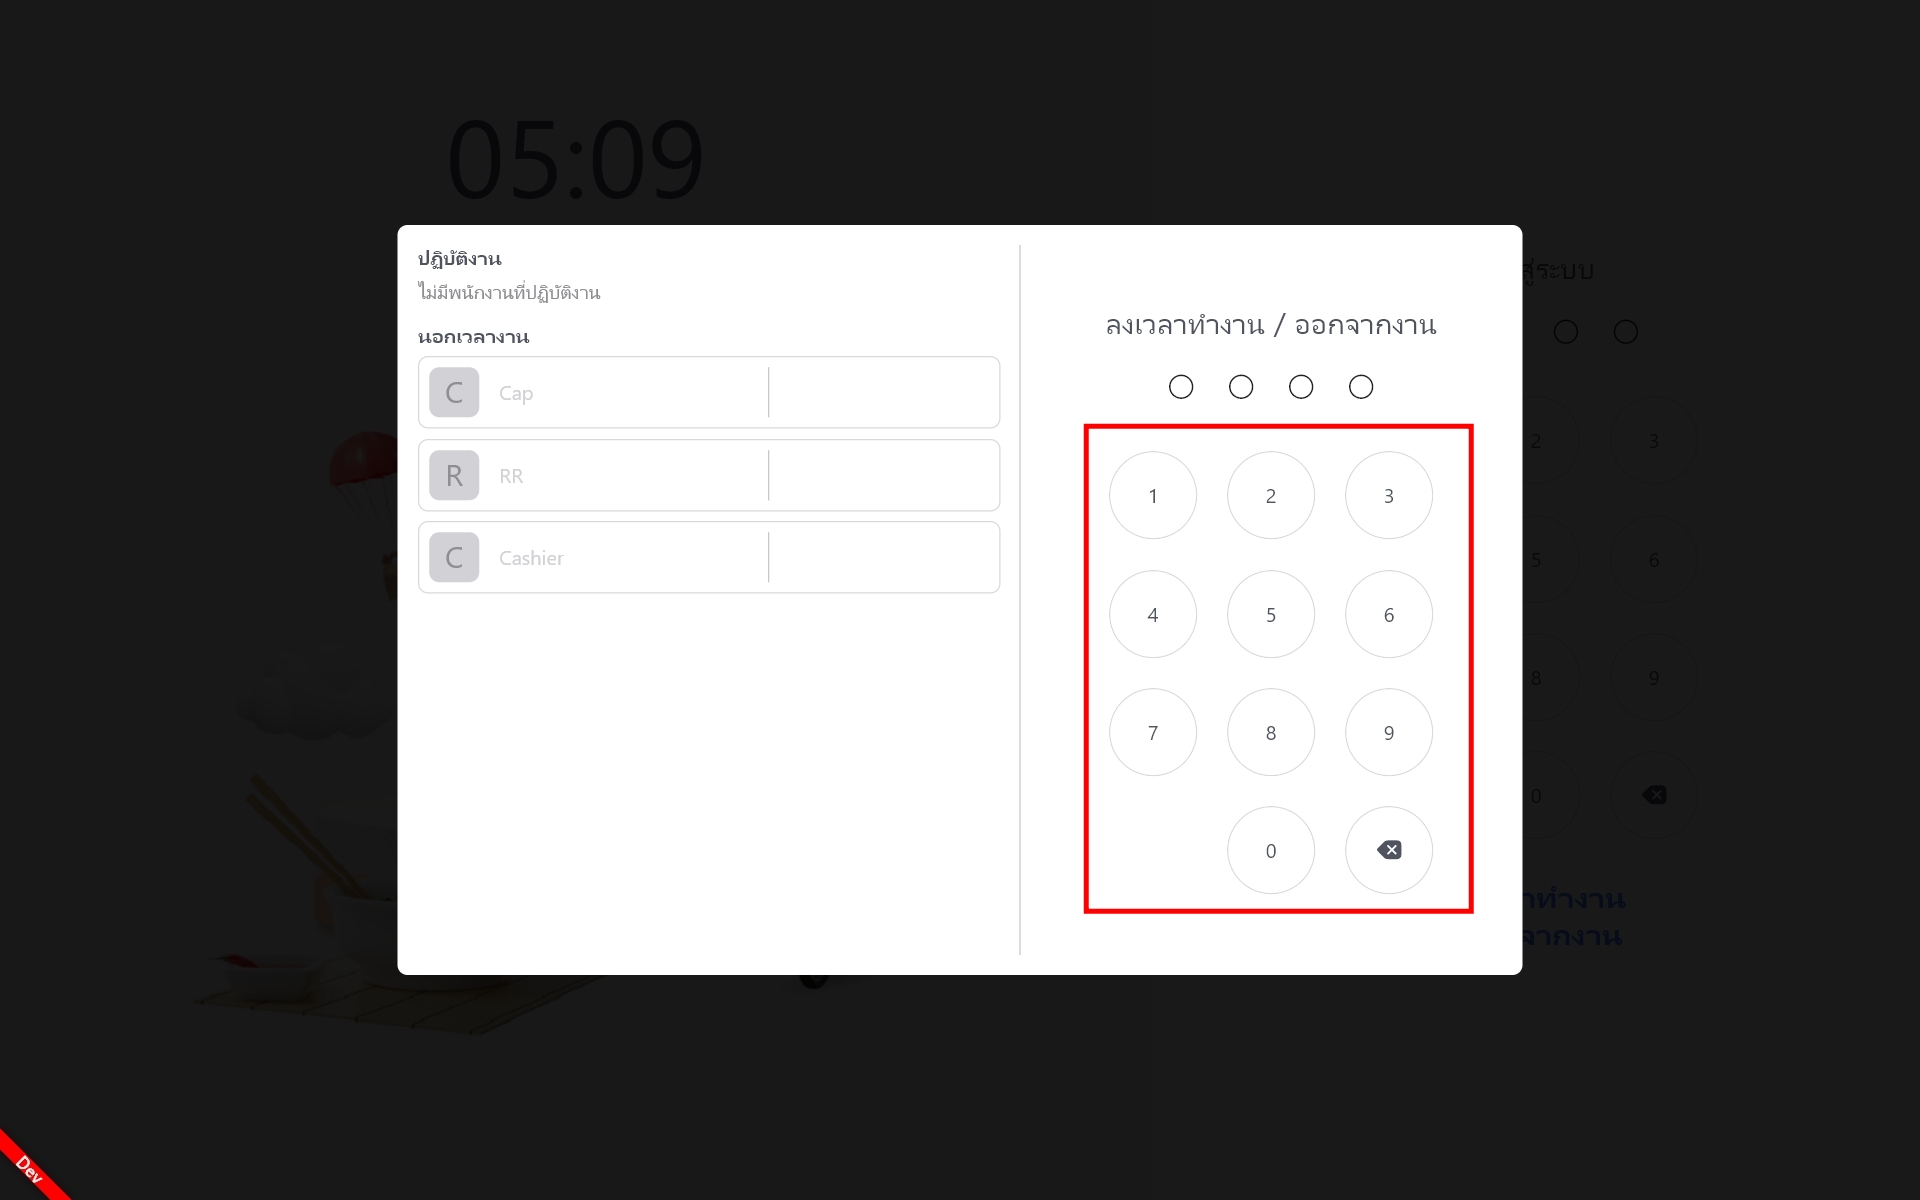 05:09
ปฏิบัติงาน
ไม่มีพนักงานที่ปฏิบัติงาน
นอกเวลางาน
C Cap
R RR
C Cashier
ลงเวลาทำงาน / ออกจากงาน
1 2 3
4 5 6
7 8 9
0
สู่ระบบ
2 3
5 6
8 9
0
าทำงาน
จากงาน
Dev